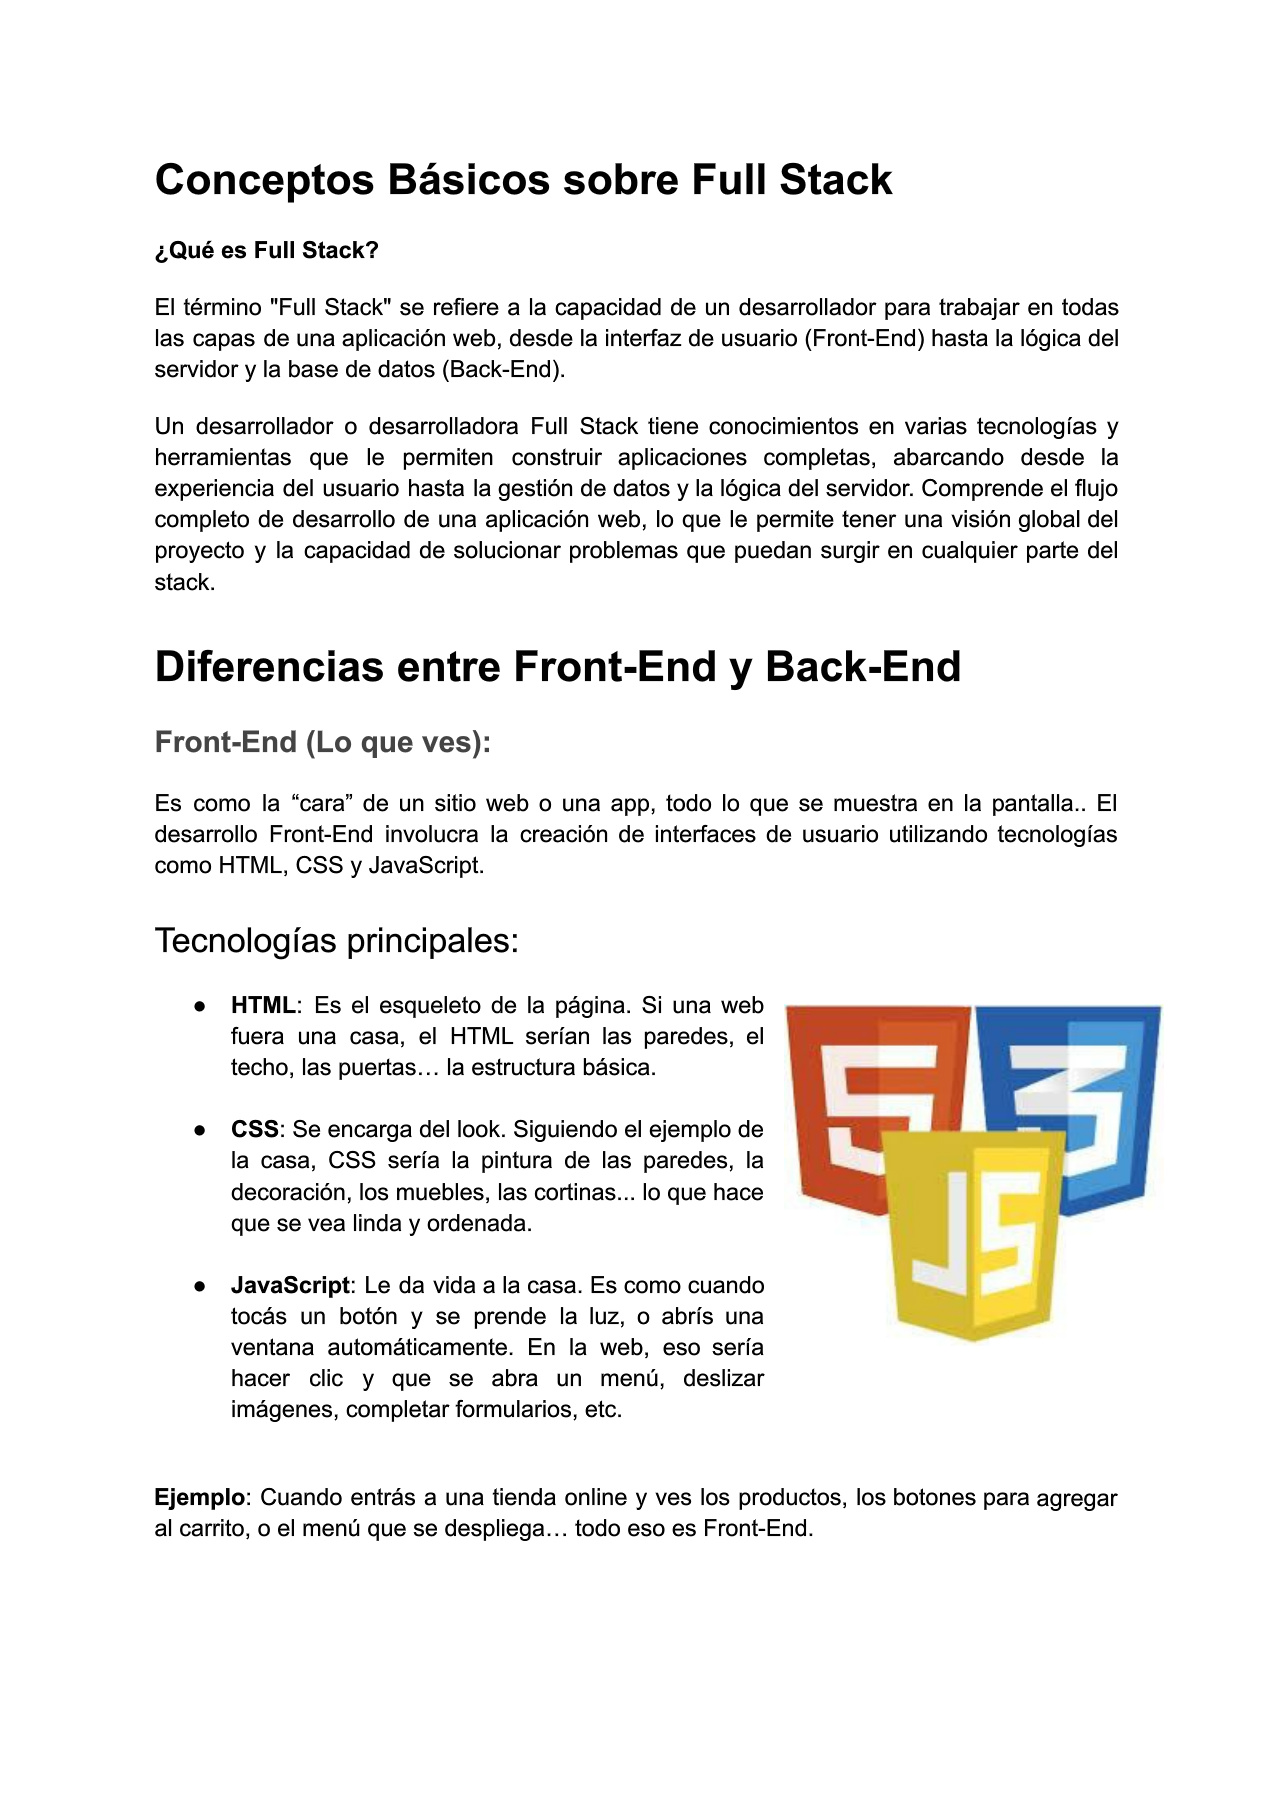 Conceptos Básicos sobre Full Stack
¿Qué es Full Stack?
El término "Full Stack" se refiere a la capacidad de un desarrollador para trabajar en todas
las capas de una aplicación web, desde la interfaz de usuario (Front-End) hasta la lógica del
servidor y la base de datos (Back-End).
Un desarrollador o desarrolladora Full Stack tiene conocimientos en varias tecnologías y
herramientas que le permiten construir aplicaciones completas, abarcando desde la
experiencia del usuario hasta la gestión de datos y la lógica del servidor. Comprende el flujo
completo de desarrollo de una aplicación web, lo que le permite tener una visión global del
proyecto y la capacidad de solucionar problemas que puedan surgir en cualquier parte del
stack.
Diferencias entre Front-End y Back-End
Front-End (Lo que ves):
Es como la “cara” de un sitio web o una app, todo lo que se muestra en la pantalla.. El
desarrollo Front-End involucra la creación de interfaces de usuario utilizando tecnologías
como HTML, CSS y JavaScript.
Tecnologías principales:
● HTML: Es el esqueleto de la página. Si una web
fuera una casa, el HTML serían las paredes, el
techo, las puertas… la estructura básica.
● CSS: Se encarga del look. Siguiendo el ejemplo de
la casa, CSS sería la pintura de las paredes, la
decoración, los muebles, las cortinas... lo que hace
que se vea linda y ordenada.
● JavaScript: Le da vida a la casa. Es como cuando
tocás un botón y se prende la luz, o abrís una
ventana automáticamente. En la web, eso sería
hacer clic y que se abra un menú, deslizar
imágenes, completar formularios, etc.
5 3
JS
Ejemplo: Cuando entrás a una tienda online y ves los productos, los botones para agregar
al carrito, o el menú que se despliega… todo eso es Front-End.